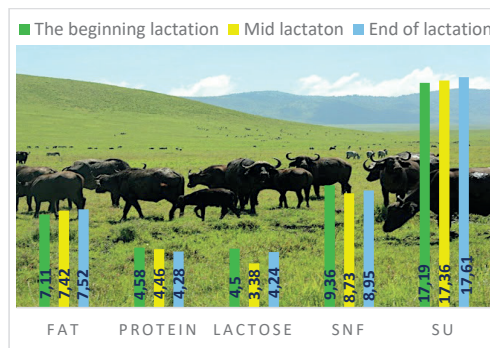 The beginning lactation Mid lactaton End of lactation
7,11 7,42 7,52 4,58 4,46 4,28 4,5 3,38 4,24 9,36 8,73 8,95 17,19 17,36 17,61
FAT PROTEIN LACTOSE SNF SU